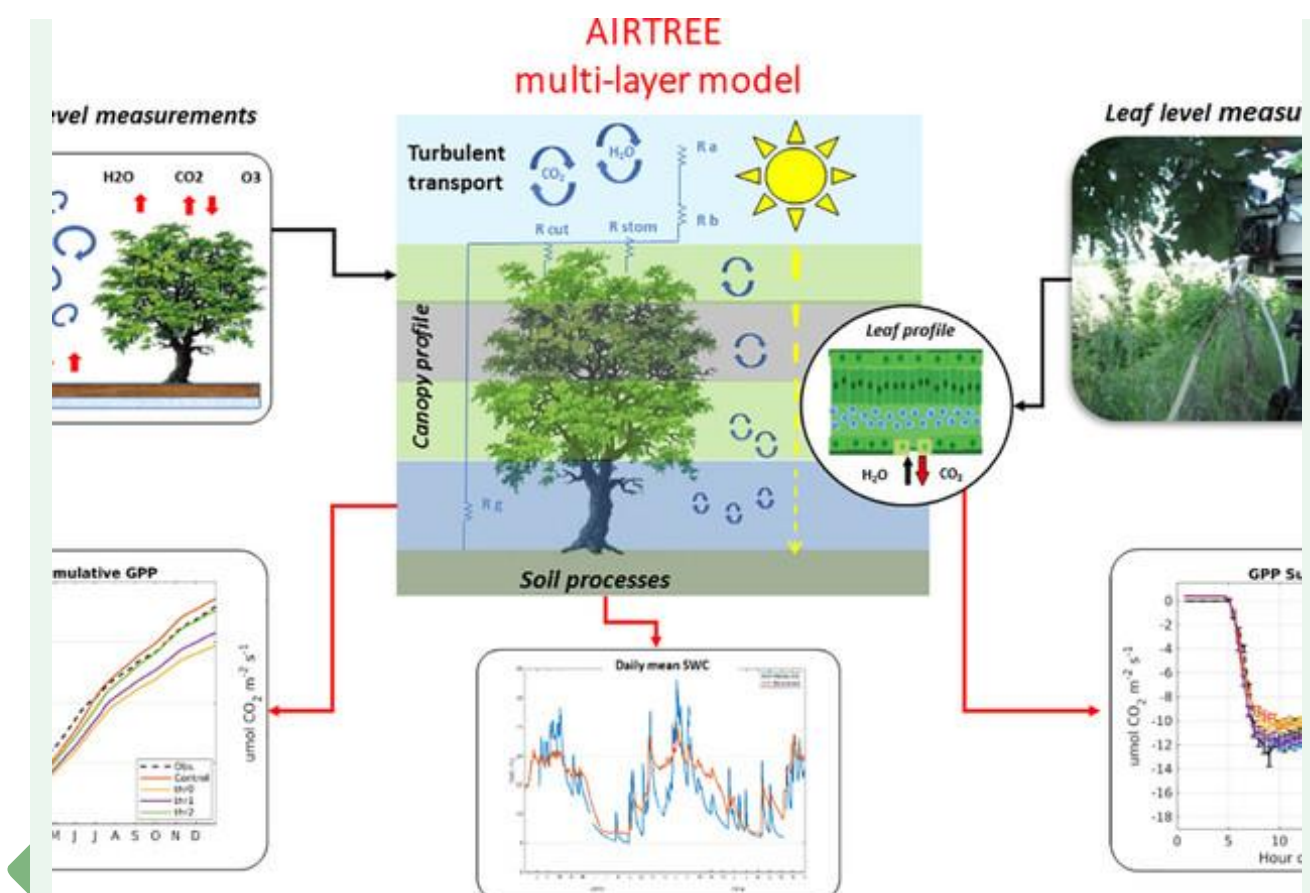 AIRTREE
multi-layer model
evel measurements
Leaf level measu
H2O CO2 O3
Turbulent
transport
CO₂
H₂O
R a
R b
R cut
R stom
Canopy profile
Leaf profile
H₂O CO₂
R g
Soil processes
mulative GPP
umol CO₂ m⁻² s⁻¹
Obs.
Control
thr0
thr1
thr2
M J J A S O N D
Daily mean SWC
GPP Su
umol CO₂ m⁻² s⁻¹
0
-2
-4
-6
-8
-10
-12
-14
-16
-18
0 5 10
Hour o